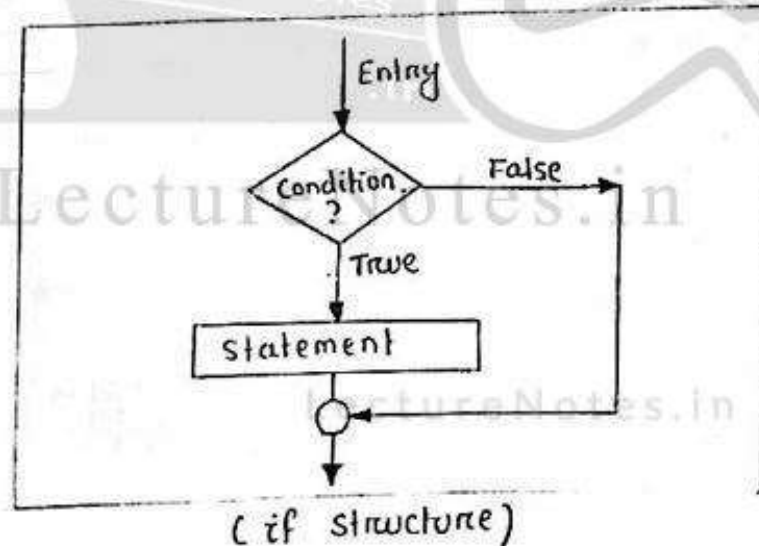 Entry
LectureNotes.in
Condition
?
False
True
Statement
LectureNotes.in
(if structure)